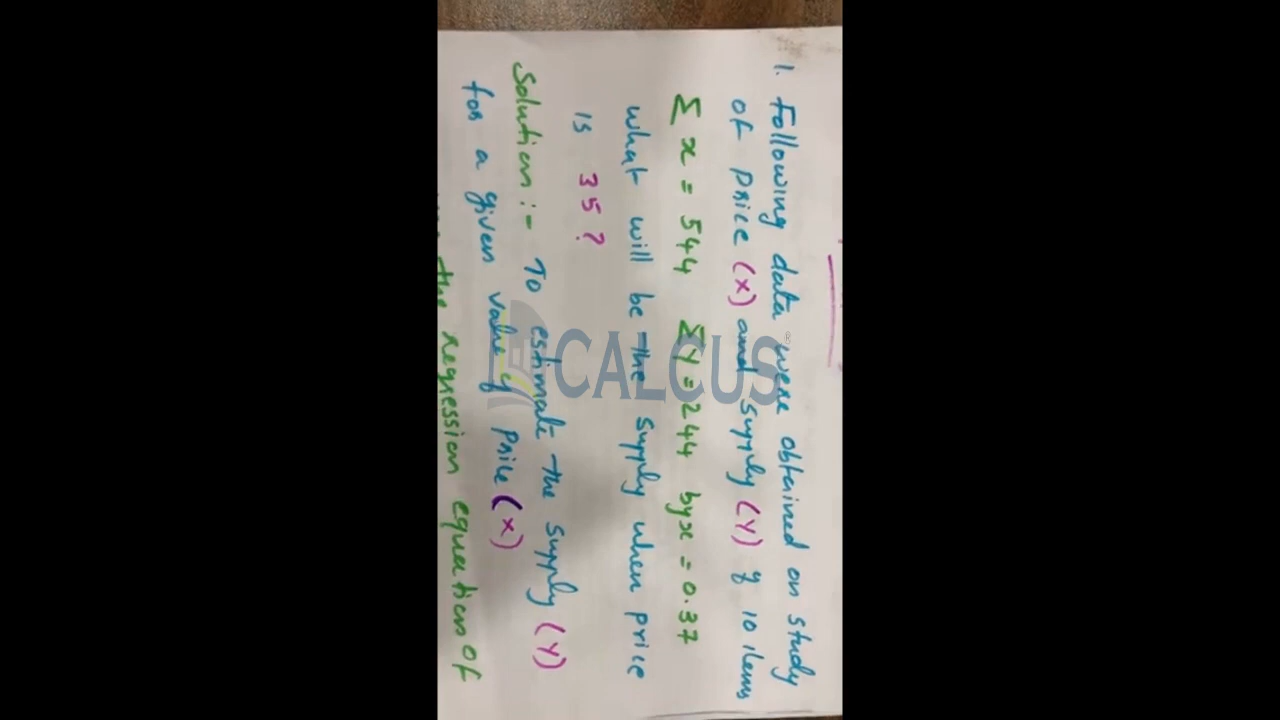 1. Following data were obtained on study
of price (X) and supply (Y) of 10 items
Σ x = 544 ΣY = 244 byx = 0.37
what will be the supply when price
is 35?
Solution :- To estimate the supply (Y)
for a given value of price (X)
the regression equation of
CALCUS